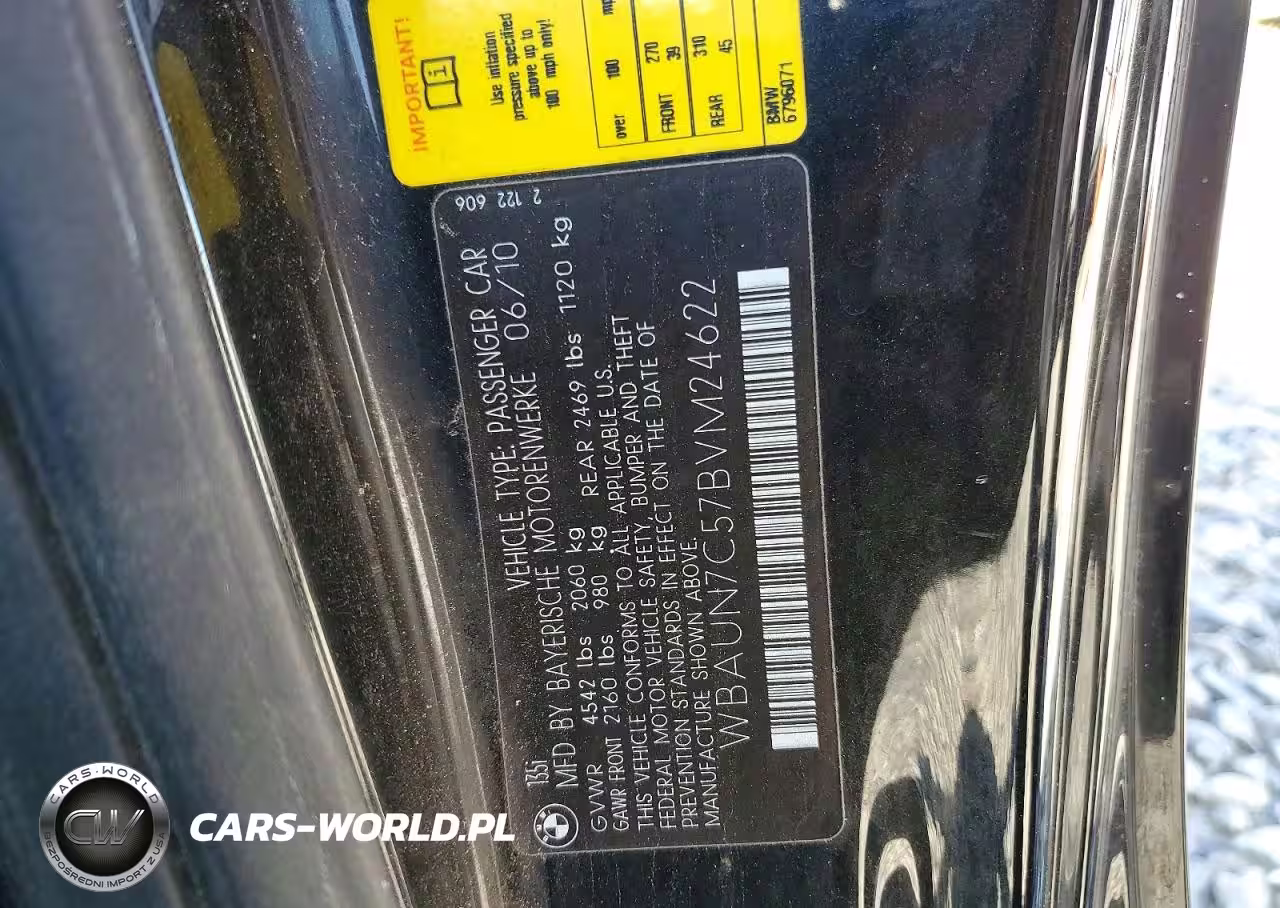 IMPORTANT!
Use inflation
pressure specified
above up to
100 mph only!
over 100
FRONT 270
39
REAR 310
45
BMW
6796071
2 122 606
135i VEHICLE TYPE: PASSENGER CAR
MFD BY BAYERISCHE MOTORENWERKE 06/10
GVWR 4542 lbs 2060 kg
GAWR FRONT 2160 lbs 980 kg REAR 2469 lbs 1120 kg
THIS VEHICLE CONFORMS TO ALL APPLICABLE U.S.
FEDERAL MOTOR VEHICLE SAFETY, BUMPER AND THEFT
PREVENTION STANDARDS IN EFFECT ON THE DATE OF
MANUFACTURE SHOWN ABOVE.
WBAUN7C57BVM24622
CARS-WORLD
CW
BEZPOŚREDNI IMPORT Z USA
CARS-WORLD.PL